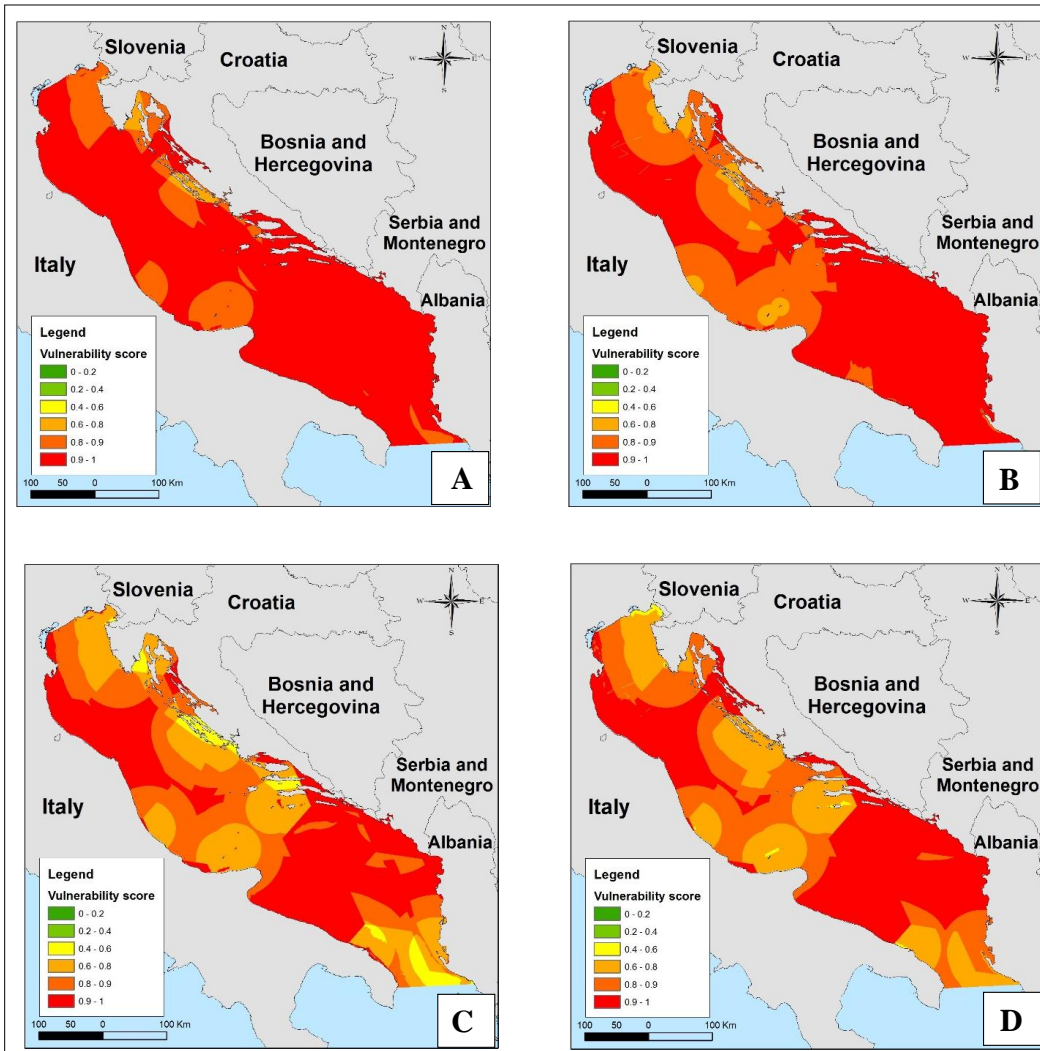 N
W E
S
Slovenia
Croatia
Bosnia and
Hercegovina
Serbia and
Montenegro
Italy
Albania
Legend
Vulnerability score
0 - 0.2
0.2 - 0.4
0.4 - 0.6
0.6 - 0.8
0.8 - 0.9
0.9 - 1
100 50 0 100 Km
A
N
W E
S
Slovenia
Croatia
Bosnia and
Hercegovina
Serbia and
Montenegro
Italy
Albania
Legend
Vulnerability score
0 - 0.2
0.2 - 0.4
0.4 - 0.6
0.6 - 0.8
0.8 - 0.9
0.9 - 1
100 50 0 100 Km
B
N
W E
S
Slovenia
Croatia
Bosnia and
Hercegovina
Serbia and
Montenegro
Italy
Albania
Legend
Vulnerability score
0 - 0.2
0.2 - 0.4
0.4 - 0.6
0.6 - 0.8
0.8 - 0.9
0.9 - 1
100 50 0 100 Km
C
N
W E
S
Slovenia
Croatia
Bosnia and
Hercegovina
Serbia and
Montenegro
Italy
Albania
Legend
Vulnerability score
0 - 0.2
0.2 - 0.4
0.4 - 0.6
0.6 - 0.8
0.8 - 0.9
0.9 - 1
100 50 0 100 Km
D